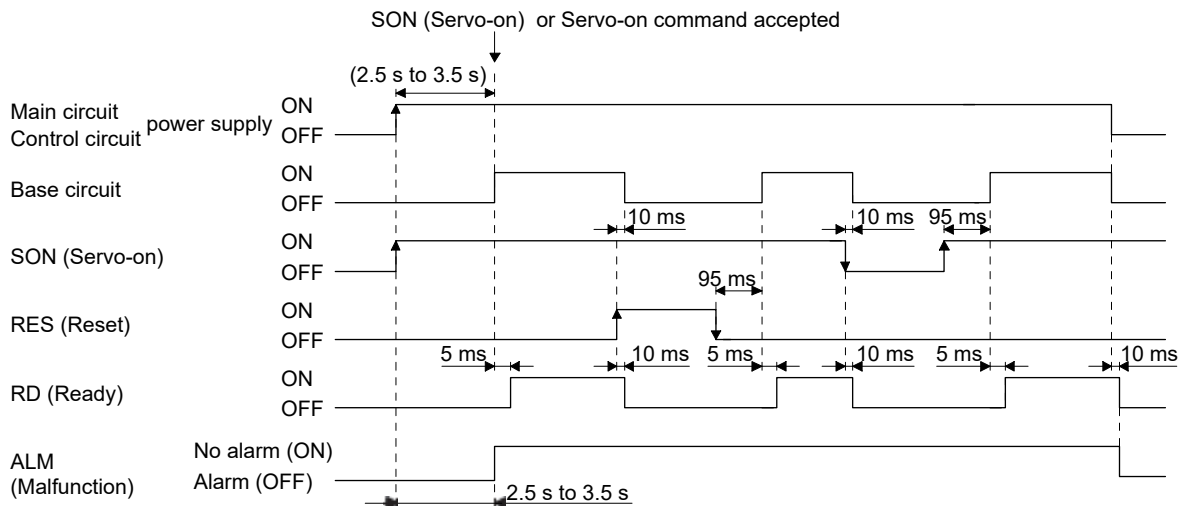 SON (Servo-on) or Servo-on command accepted
(2.5 s to 3.5 s)
Main circuit
Control circuit
power supply
ON
OFF
Base circuit
ON
OFF
10 ms
10 ms
95 ms
SON (Servo-on)
ON
OFF
95 ms
RES (Reset)
ON
OFF
5 ms
10 ms
5 ms
10 ms
5 ms
10 ms
RD (Ready)
ON
OFF
ALM
(Malfunction)
No alarm (ON)
Alarm (OFF)
2.5 s to 3.5 s